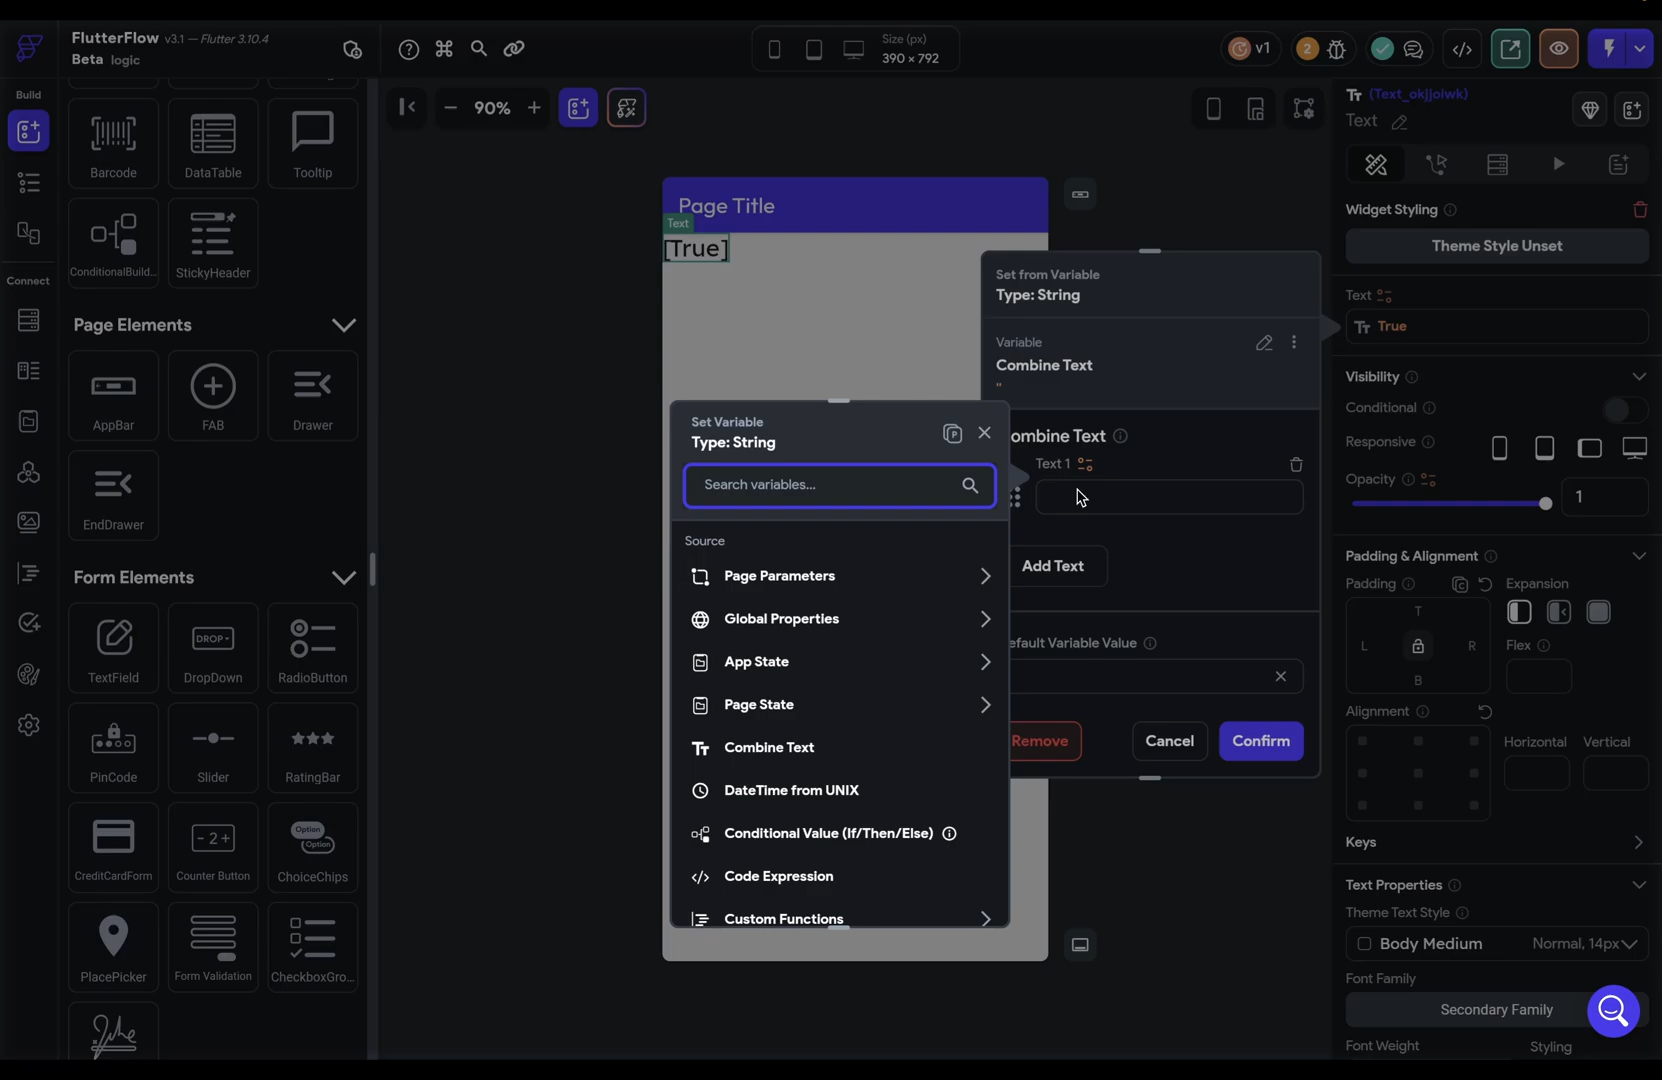 FlutterFlow v3.1 — Flutter 3.10.4
Beta logic
Size (px)
390 × 792
v1
2
Build
Connect
Barcode
DataTable
Tooltip
ConditionalBuild...
StickyHeader
Page Elements
AppBar
FAB
Drawer
EndDrawer
Form Elements
TextField
DROP
DropDown
RadioButton
PinCode
Slider
RatingBar
CreditCardForm
- 2 +
Counter Button
Option
Option
ChoiceChips
PlacePicker
Form Validation
CheckboxGro...
90%
Page Title
Text
[True]
Set from Variable
Type: String
Variable
Combine Text
''
ombine Text
Text 1
Add Text
efault Variable Value
Remove
Cancel
Confirm
Set Variable
Type: String
Search variables...
Source
Page Parameters
Global Properties
App State
Page State
Combine Text
DateTime from UNIX
Conditional Value (If/Then/Else)
Code Expression
Custom Functions
(Text_okjjoiwk)
Text
Widget Styling
Theme Style Unset
Text
True
Visibility
Conditional
Responsive
Opacity
1
Padding & Alignment
Padding
Expansion
T
L
R
B
Flex
Alignment
Horizontal
Vertical
Keys
Text Properties
Theme Text Style
Body Medium
Normal, 14px
Font Family
Secondary Family
Font Weight
Styling